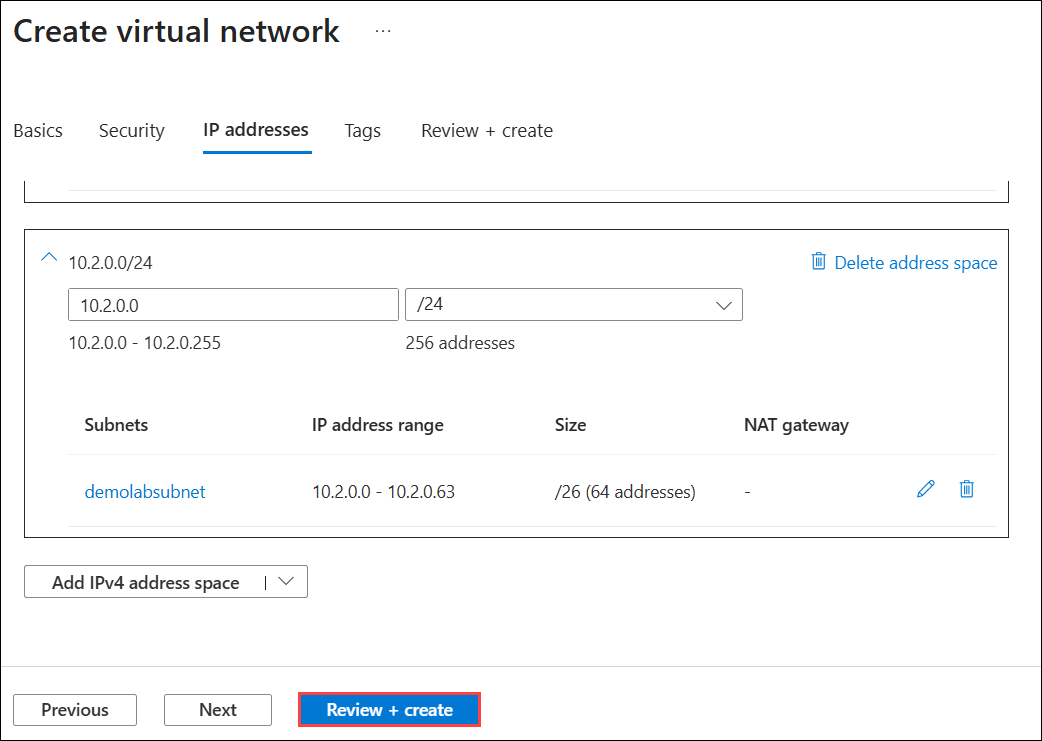 Create virtual network ...
Basics Security IP addresses Tags Review + create
10.2.0.0/24 Delete address space
10.2.0.0 /24
10.2.0.0 - 10.2.0.255 256 addresses
Subnets IP address range Size NAT gateway
demolabsubnet 10.2.0.0 - 10.2.0.63 /26 (64 addresses) -
Add IPv4 address space |
Previous Next Review + create